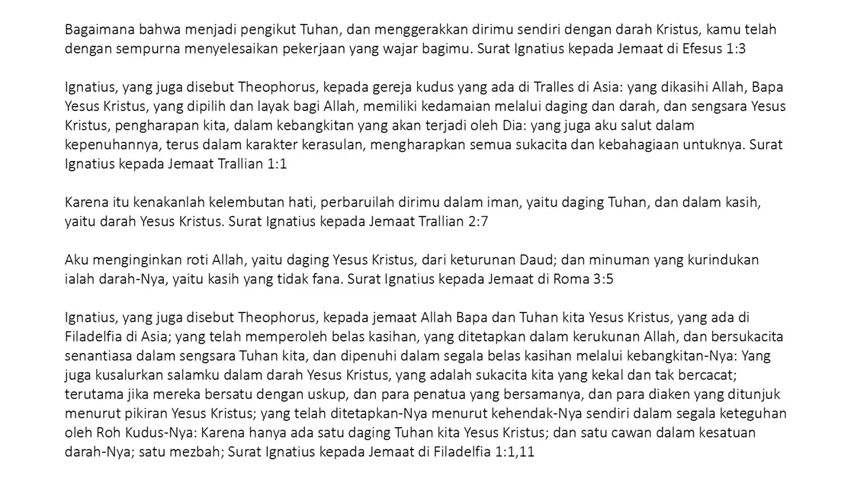 Bagaimana bahwa menjadi pengikut Tuhan, dan menggerakkan dirimu sendiri dengan darah Kristus, kamu telah
dengan sempurna menyelesaikan pekerjaan yang wajar bagimu. Surat Ignatius kepada Jemaat di Efesus 1:3
Ignatius, yang juga disebut Theophorus, kepada gereja kudus yang ada di Tralles di Asia: yang dikasihi Allah, Bapa
Yesus Kristus, yang dipilih dan layak bagi Allah, memiliki kedamaian melalui daging dan darah, dan sengsara Yesus
Kristus, pengharapan kita, dalam kebangkitan yang akan terjadi oleh Dia: yang juga aku salut dalam
kepenuhannya, terus dalam karakter kerasulan, mengharapkan semua sukacita dan kebahagiaan untuknya. Surat
Ignatius kepada Jemaat Trallian 1:1
Karena itu kenakanlah kelembutan hati, perbaruilah dirimu dalam iman, yaitu daging Tuhan, dan dalam kasih,
yaitu darah Yesus Kristus. Surat Ignatius kepada Jemaat Trallian 2:7
Aku menginginkan roti Allah, yaitu daging Yesus Kristus, dari keturunan Daud; dan minuman yang kurindukan
ialah darah-Nya, yaitu kasih yang tidak fana. Surat Ignatius kepada Jemaat di Roma 3:5
Ignatius, yang juga disebut Theophorus, kepada jemaat Allah Bapa dan Tuhan kita Yesus Kristus, yang ada di
Filadelfia di Asia; yang telah memperoleh belas kasihan, yang ditetapkan dalam kerukunan Allah, dan bersukacita
senantiasa dalam sengsara Tuhan kita, dan dipenuhi dalam segala belas kasihan melalui kebangkitan-Nya: Yang
juga kusalurkan salamku dalam darah Yesus Kristus, yang adalah sukacita kita yang kekal dan tak bercacat;
terutama jika mereka bersatu dengan uskup, dan para penatua yang bersamanya, dan para diaken yang ditunjuk
menurut pikiran Yesus Kristus; yang telah ditetapkan-Nya menurut kehendak-Nya sendiri dalam segala keteguhan
oleh Roh Kudus-Nya: Karena hanya ada satu daging Tuhan kita Yesus Kristus; dan satu cawan dalam kesatuan
darah-Nya; satu mezbah; Surat Ignatius kepada Jemaat di Filadelfia 1:1,11